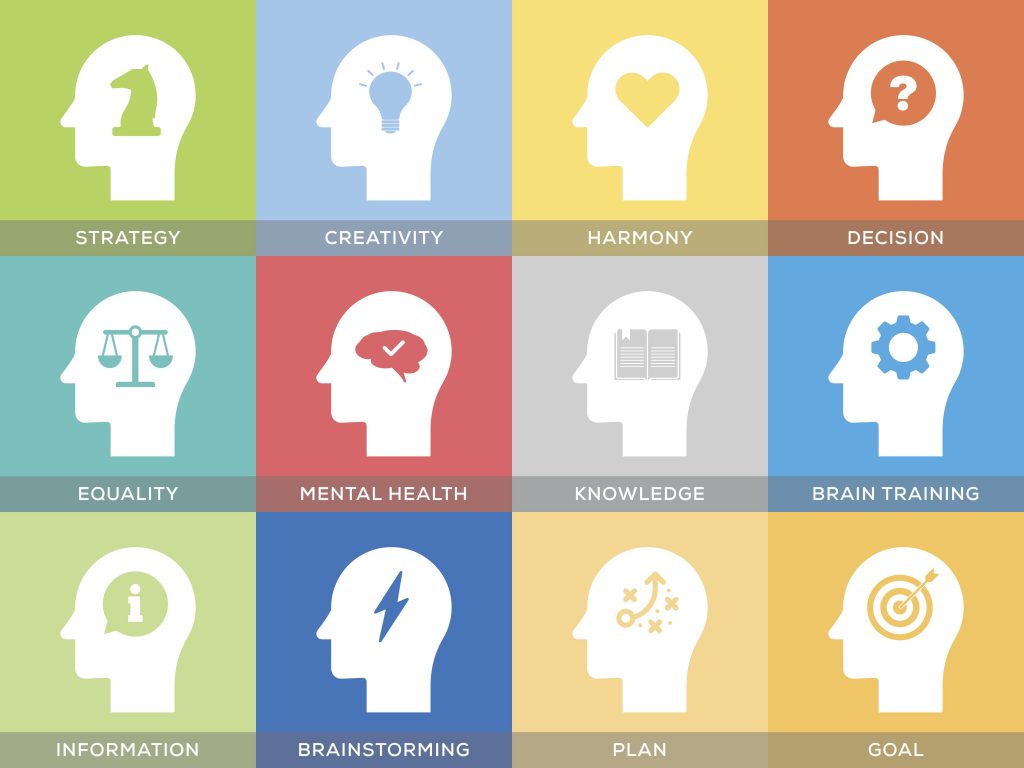 STRATEGY
CREATIVITY
HARMONY
?
DECISION
EQUALITY
MENTAL HEALTH
KNOWLEDGE
BRAIN TRAINING
i
INFORMATION
BRAINSTORMING
PLAN
GOAL